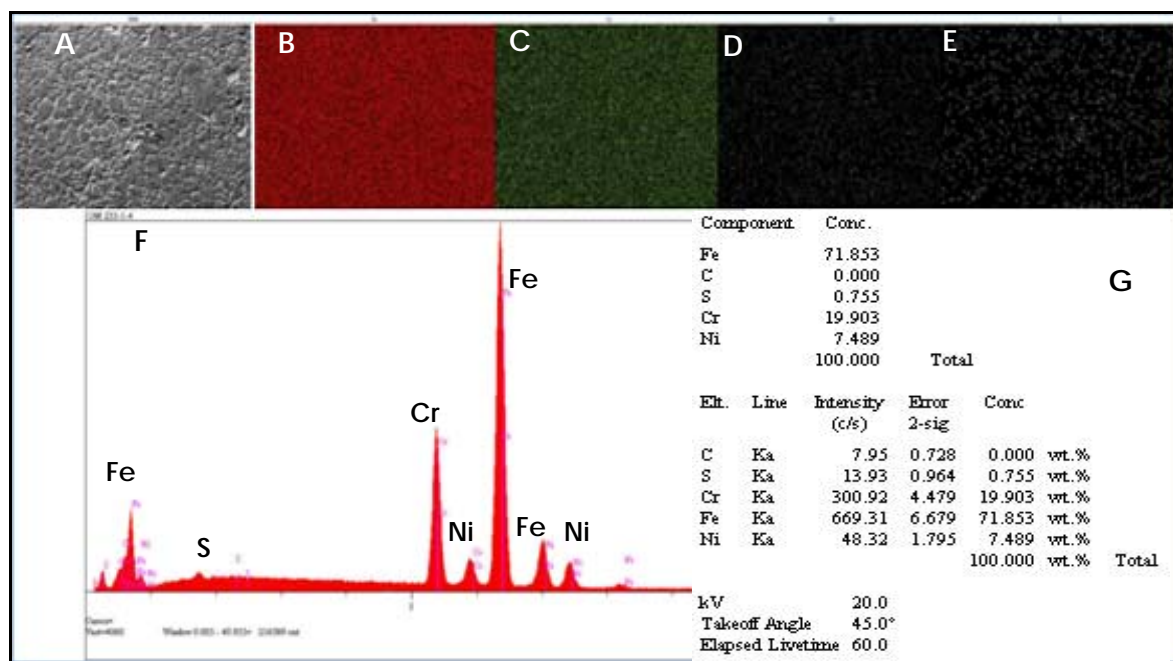 A B C D E
F
Fe
Cr
Fe
S
Ni
Fe
Ni
G
Component Conc.
Fe 71.853
C 0.000
S 0.755
Cr 19.903
Ni 7.489
100.000 Total
Elt. Line Intensity Error Conc
(c/s) 2-sig
C Ka 7.95 0.728 0.000 wt.%
S Ka 13.93 0.964 0.755 wt.%
Cr Ka 300.92 4.479 19.903 wt.%
Fe Ka 669.31 6.679 71.853 wt.%
Ni Ka 48.32 1.795 7.489 wt.%
100.000 wt.% Total
kV 20.0
Takeoff Angle 45.0°
Elapsed Livetime 60.0